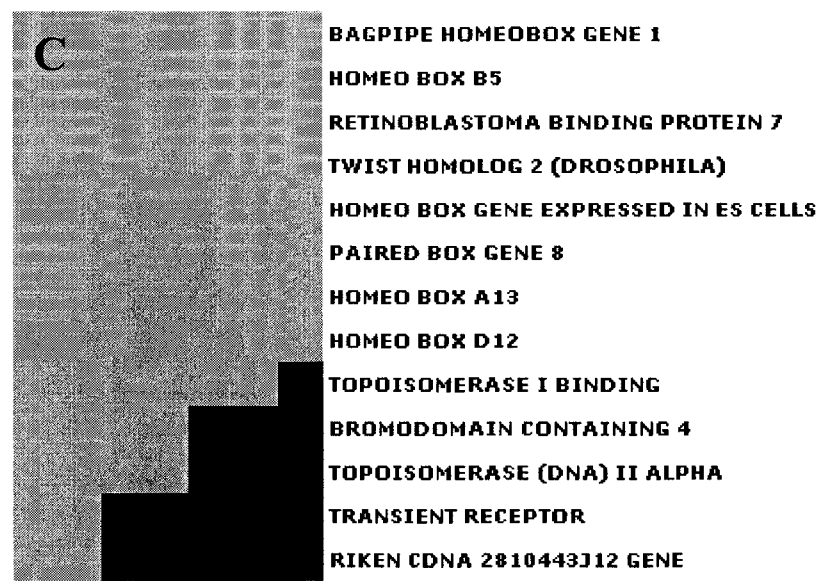 C
BAGPIPE HOMEOBOX GENE 1
HOMEO BOX B5
RETINOBLASTOMA BINDING PROTEIN 7
TWIST HOMOLOG 2 (DROSOPHILA)
HOMEO BOX GENE EXPRESSED IN ES CELLS
PAIRED BOX GENE 8
HOMEO BOX A13
HOMEO BOX D12
TOPOISOMERASE I BINDING
BROMODOMAIN CONTAINING 4
TOPOISOMERASE (DNA) II ALPHA
TRANSIENT RECEPTOR
RIKEN CDNA 2810443J12 GENE